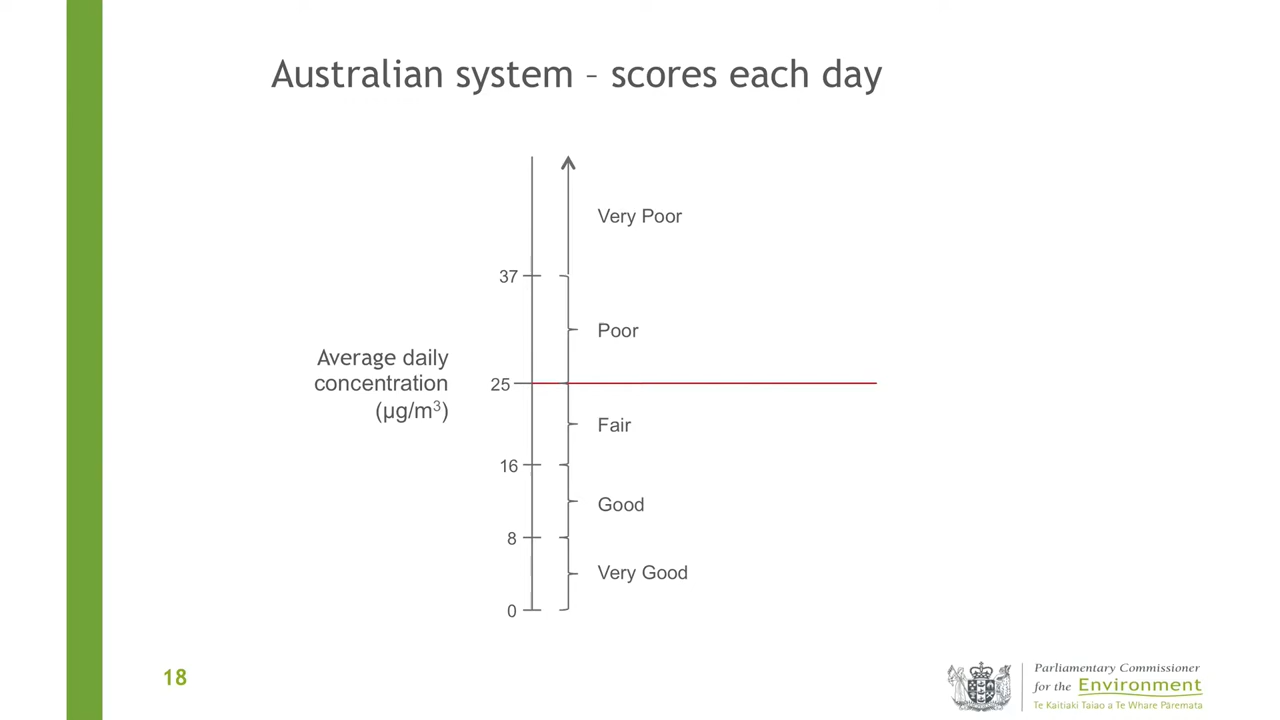 Australian system – scores each day
Very Poor
37
Poor
Average daily
concentration
(µg/m³)
25
Fair
16
Good
8
Very Good
0
18
Parliamentary Commissioner
for the Environment
Te Kaitiaki Taiao a Te Whare Pāremata